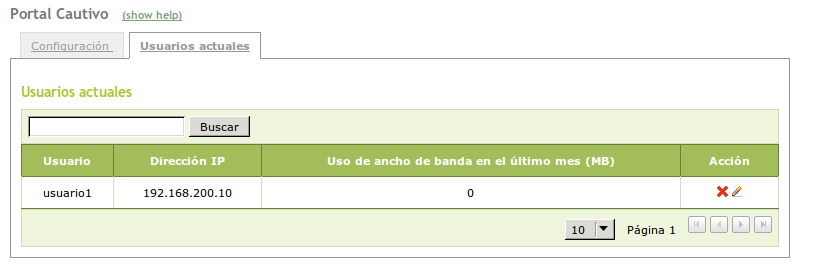 Portal Cautivo (show help)
Configuración Usuarios actuales
Usuarios actuales
Buscar
Usuario Dirección IP Uso de ancho de banda en el último mes (MB) Acción
usuario1 192.168.200.10 0
10 Página 1